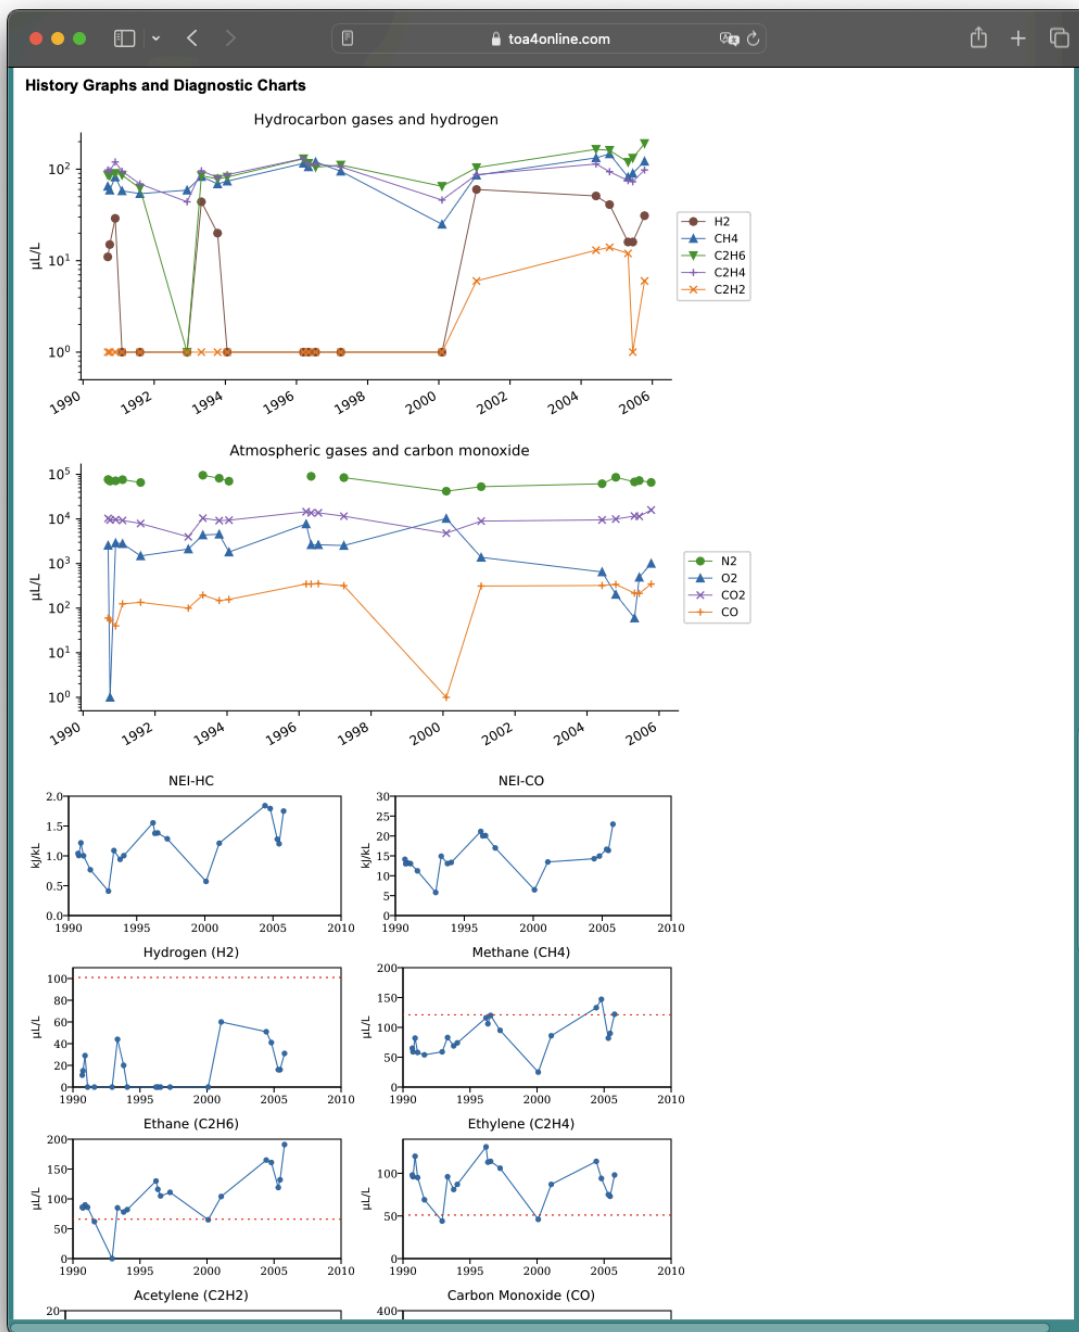 toa4online.com
History Graphs and Diagnostic Charts
Hydrocarbon gases and hydrogen
10² 
10¹
10⁰
μL/L
1990 1992 1994 1996 1998 2000 2002 2004 2006
H2
CH4
C2H6
C2H4
C2H2
Atmospheric gases and carbon monoxide
10⁵
10⁴
10³
10²
10¹
10⁰
μL/L
1990 1992 1994 1996 1998 2000 2002 2004 2006
N2
O2
CO2
CO
NEI-HC
2.0
1.5
1.0
0.5
0.0
kJ/kL
1990 1995 2000 2005 2010
NEI-CO
30
25
20
15
10
5
0
kJ/kL
1990 1995 2000 2005 2010
Hydrogen (H2)
100
80
60
40
20
0
μL/L
1990 1995 2000 2005 2010
Methane (CH4)
200
150
100
50
0
μL/L
1990 1995 2000 2005 2010
Ethane (C2H6)
200
150
100
50
0
μL/L
1990 1995 2000 2005 2010
Ethylene (C2H4)
100
50
0
μL/L
1990 1995 2000 2005 2010
Acetylene (C2H2)
20
Carbon Monoxide (CO)
400